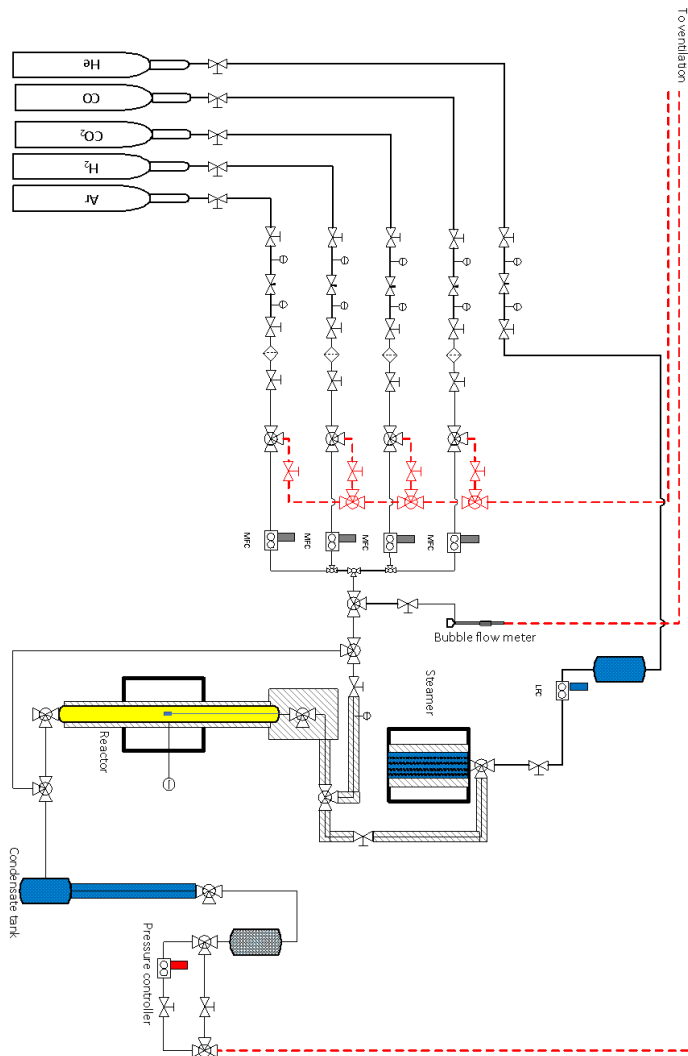 To ventilation
He
CO
CO₂
H₂
Ar
MFC
MFC
MFC
MFC
Bubble flow meter
LFC
Steamer
Reactor
Condensate tank
Pressure controller